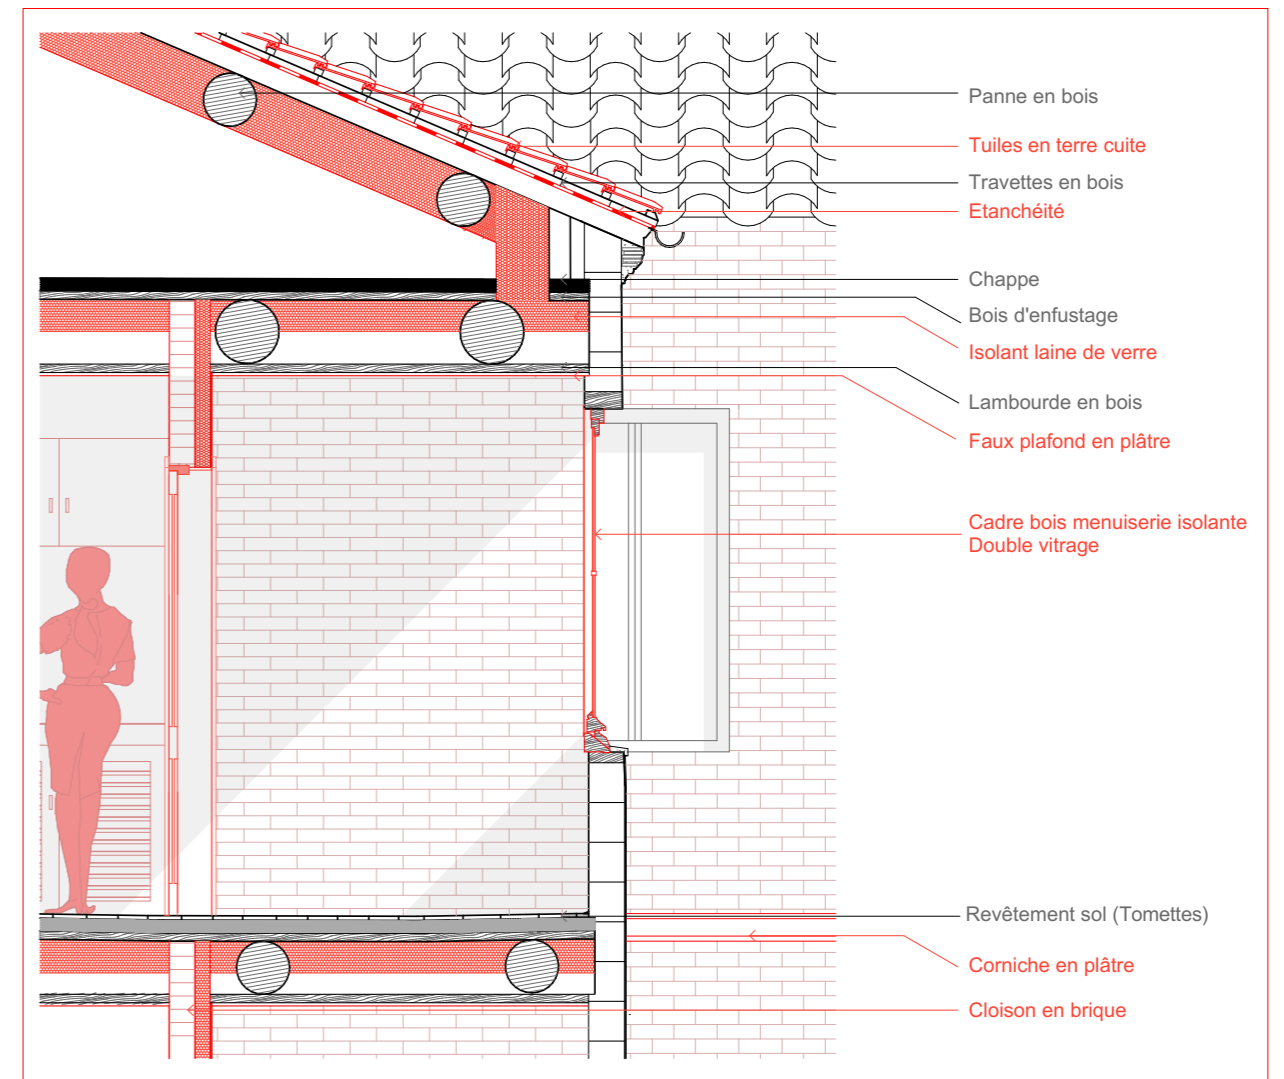 Panne en bois
Tuiles en terre cuite
Travettes en bois
Etanchéité
Chappe
Bois d'enfustage
Isolant laine de verre
Lambourde en bois
Faux plafond en plâtre
Cadre bois menuiserie isolante
Double vitrage
Revêtement sol (Tomettes)
Corniche en plâtre
Cloison en brique